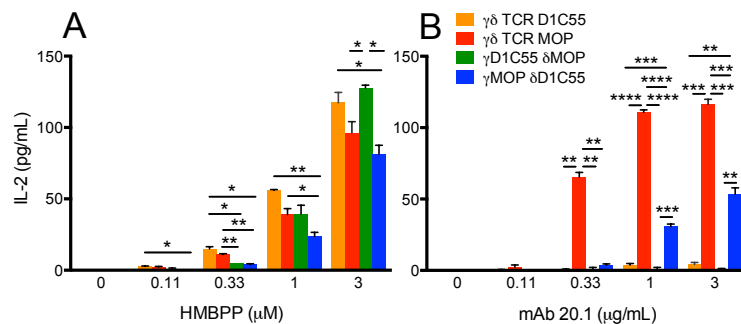 A
B
γδ TCR D1C55
γδ TCR MOP
γD1C55 δMOP
γMOP δD1C55
IL-2 (pg/mL)
150
100
50
0
* *
*
**
*
*
*
**
**
*
0 0.11 0.33 1 3
HMBPP (μM)
150
100
50
0
**
***
***
*** ***
****
**** ****
**
** **
**
***
0 0.11 0.33 1 3
mAb 20.1 (μg/mL)